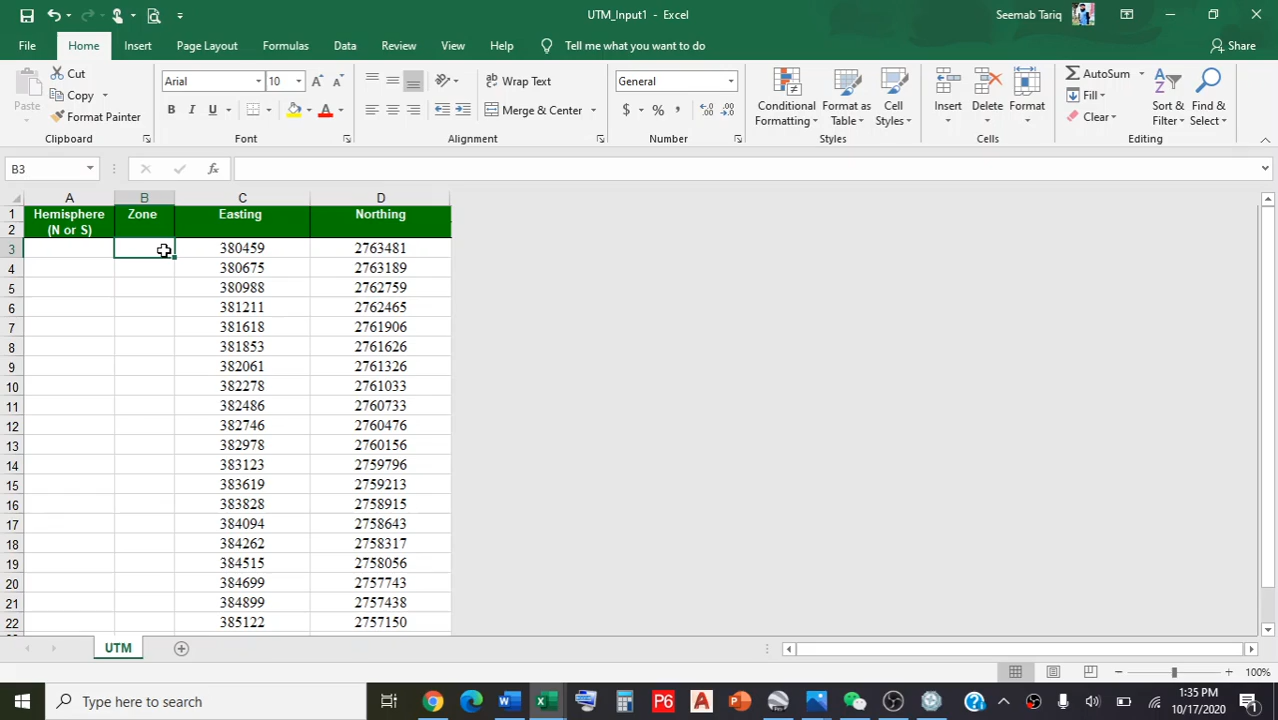 UTM_Input1 - Excel
Seemab Tariq
File Home Insert Page Layout Formulas Data Review View Help Tell me what you want to do Share
Paste
Cut
Copy
Format Painter
Clipboard
Arial 10
B I U
Font
Wrap Text
Merge & Center
Alignment
General
$ % ,
Number
Conditional Formatting
Format as Table
Cell Styles
Styles
Insert Delete Format
Cells
AutoSum
Fill
Clear
Sort & Filter
Find & Select
Editing
B3
fx
A B C D
1 Hemisphere Zone Easting Northing
2 (N or S)
3 380459 2763481
4 380675 2763189
5 380988 2762759
6 381211 2762465
7 381618 2761906
8 381853 2761626
9 382061 2761326
10 382278 2761033
11 382486 2760733
12 382746 2760476
13 382978 2760156
14 383123 2759796
15 383619 2759213
16 383828 2758915
17 384094 2758643
18 384262 2758317
19 384515 2758056
20 384699 2757743
21 384899 2757438
22 385122 2757150
UTM
100%
Type here to search
1:35 PM
10/17/2020